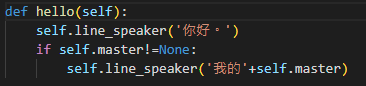 def hello(self):
    self.line_speaker('你好。')
    if self.master!=None:
        self.line_speaker('我的'+self.master)